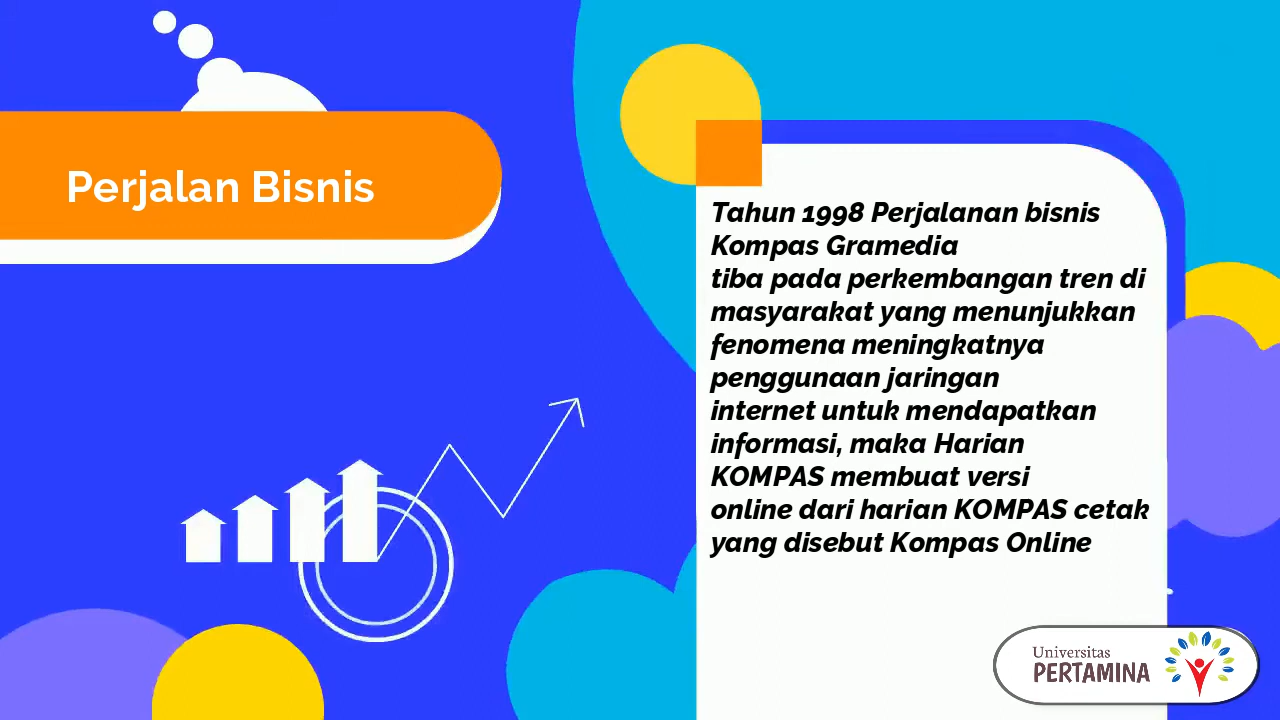 Perjalan Bisnis
Tahun 1998 Perjalanan bisnis
Kompas Gramedia
tiba pada perkembangan tren di
masyarakat yang menunjukkan
fenomena meningkatnya
penggunaan jaringan
internet untuk mendapatkan
informasi, maka Harian
KOMPAS membuat versi
online dari harian KOMPAS cetak
yang disebut Kompas Online
Universitas
PERTAMINA